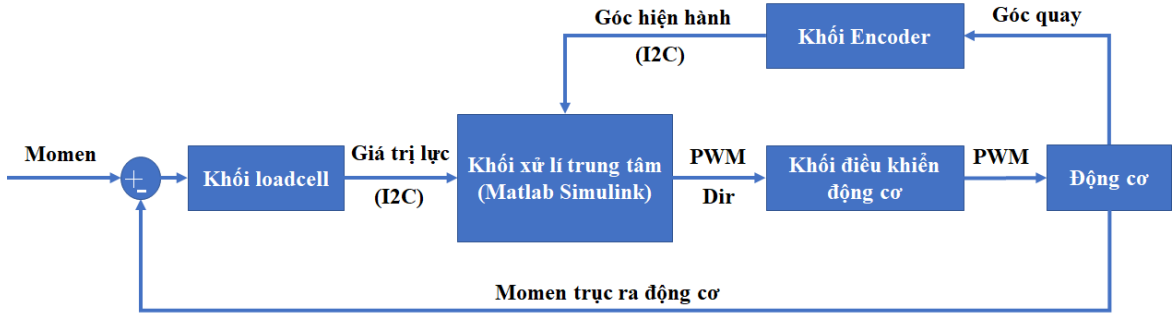 Góc hiện hành
(I2C)
Khối Encoder
Góc quay
Momen
+
-
Khối loadcell
Giá trị lực
(I2C)
Khối xử lí trung tâm
(Matlab Simulink)
PWM
Dir
Khối điều khiển
động cơ
PWM
Động cơ
Momen trục ra động cơ